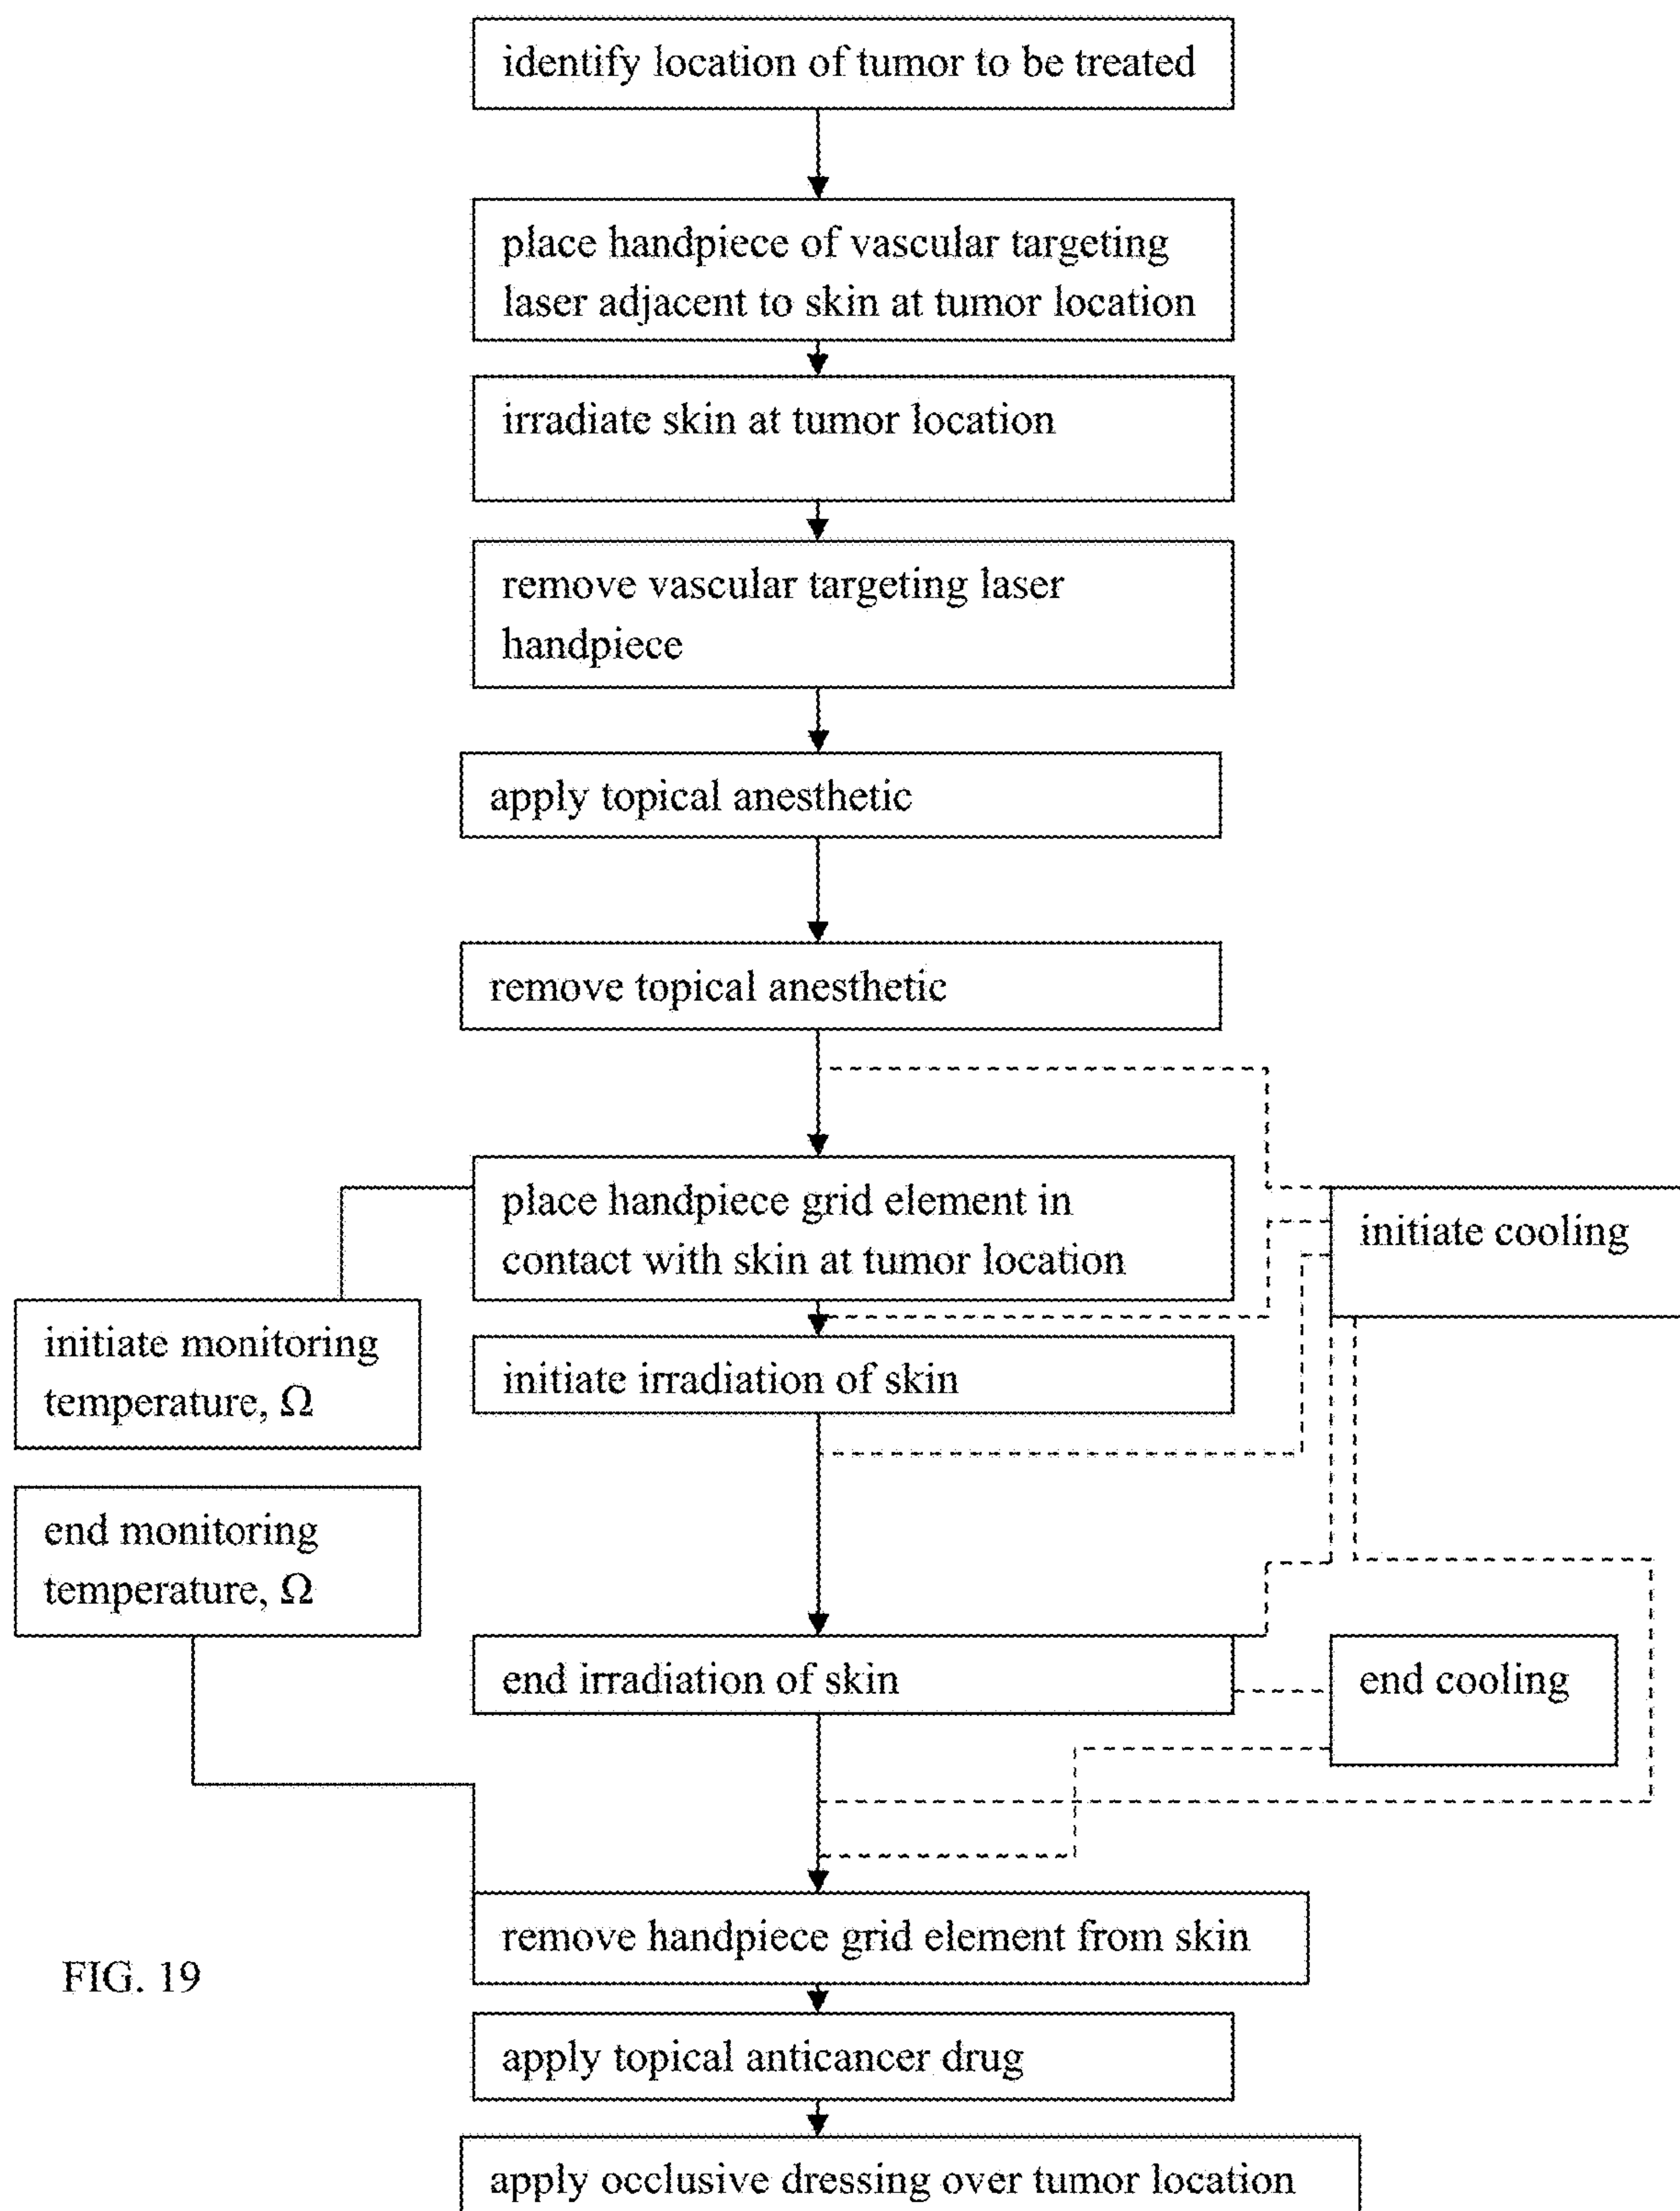 identify location of tumor to be treated
place handpiece of vascular targeting
laser adjacent to skin at tumor location
irradiate skin at tumor location
remove vascular targeting laser
handpiece
apply topical anesthetic
remove topical anesthetic
place handpiece grid element in
contact with skin at tumor location
initiate cooling
initiate monitoring
temperature, Ω
initiate irradiation of skin
end monitoring
temperature, Ω
end irradiation of skin
end cooling
remove handpiece grid element from skin
FIG. 19
apply topical anticancer drug
apply occlusive dressing over tumor location